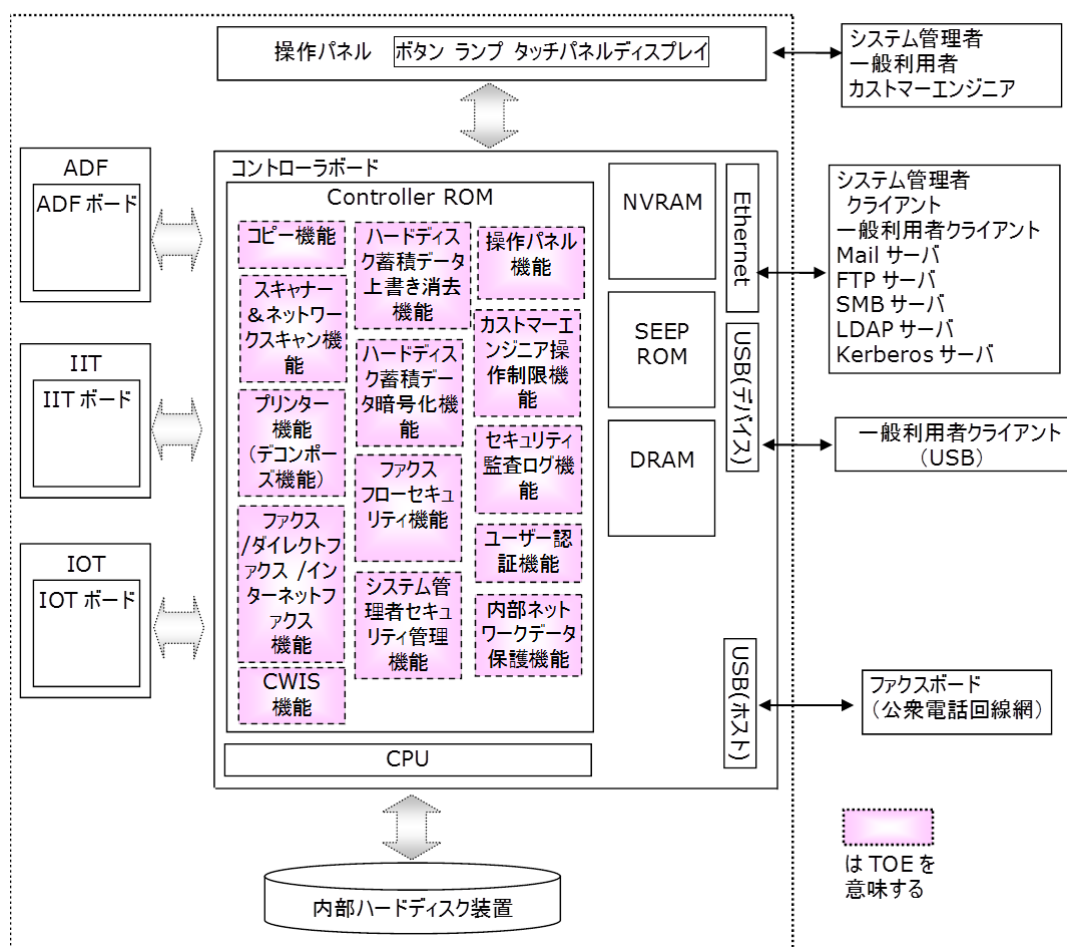 操作パネル ボタン ランプ タッチパネルディスプレイ
システム管理者
一般利用者
カストマーエンジニア
ADF
ADF ボード
IIT
IIT ボード
IOT
IOT ボード
コントローラボード
Controller ROM
コピー機能
スキャナー
＆ネットワー
クスキャン機
能
プリンター
機能
（デコンポー
ズ機能）
ファクス
/ダイレクトフ
ァクス /イン
ターネットフ
ァクス
機能
CWIS
機能
ハードディス
ク蓄積データ
上書き消去
機能
ハードディス
ク蓄積デー
タ暗号化機
能
ファクス
フローセキュ
リティ機能
システム管
理者セキュ
リティ管理
機能
操作パネル
機能
カストマーエ
ンジニア操
作制限機
能
セキュリティ
監査ログ機
能
ユーザー認
証機能
内部ネット
ワークデータ
保護機能
CPU
NVRAM
SEEP
ROM
DRAM
Ethernet
USB(デバイス)
USB(ホスト)
システム管理者
クライアント
一般利用者クライアント
Mail サーバ
FTP サーバ
SMB サーバ
LDAP サーバ
Kerberos サーバ
一般利用者クライアント
（USB）
ファクスボード
（公衆電話回線網）
は TOE を
意味する
内部ハードディスク装置